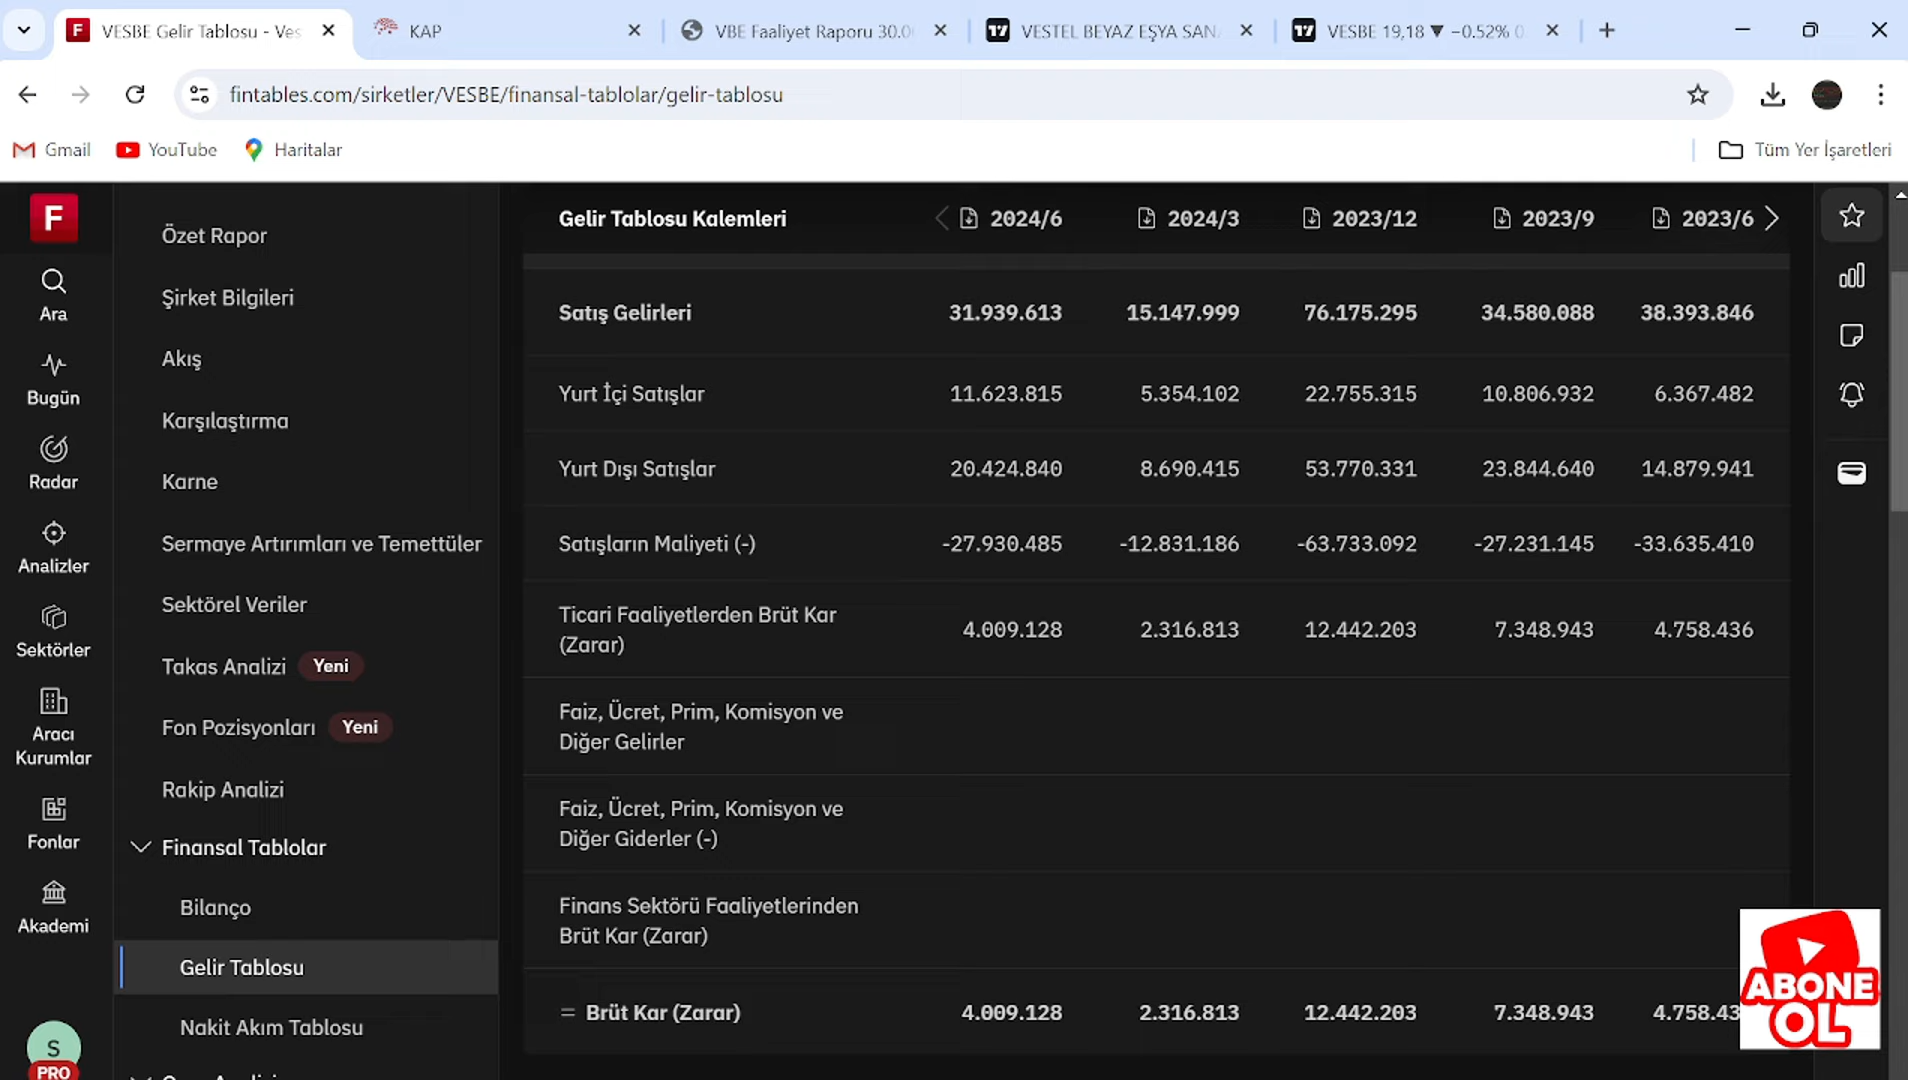 VESBE Gelir Tablosu - Ves
KAP
VBE Faaliyet Raporu 30.0
VESTEL BEYAZ EŞYA SAN.
VESBE 19,18 ▼ −0.52% 0
fintables.com/sirketler/VESBE/finansal-tablolar/gelir-tablosu
Gmail
YouTube
Haritalar
Tüm Yer İşaretleri
F
Ara
Bugün
Radar
Analizler
Sektörler
Aracı
Kurumlar
Fonlar
Akademi
S
PRO
Özet Rapor
Şirket Bilgileri
Akış
Karşılaştırma
Karne
Sermaye Artırımları ve Temettüler
Sektörel Veriler
Takas Analizi Yeni
Fon Pozisyonları Yeni
Rakip Analizi
Finansal Tablolar
Bilanço
Gelir Tablosu
Nakit Akım Tablosu
Gelir Tablosu Kalemleri 2024/6 2024/3 2023/12 2023/9 2023/6
Satış Gelirleri 31.939.613 15.147.999 76.175.295 34.580.088 38.393.846
Yurt İçi Satışlar 11.623.815 5.354.102 22.755.315 10.806.932 6.367.482
Yurt Dışı Satışlar 20.424.840 8.690.415 53.770.331 23.844.640 14.879.941
Satışların Maliyeti (-) -27.930.485 -12.831.186 -63.733.092 -27.231.145 -33.635.410
Ticari Faaliyetlerden Brüt Kar
(Zarar) 4.009.128 2.316.813 12.442.203 7.348.943 4.758.436
Faiz, Ücret, Prim, Komisyon ve
Diğer Gelirler
Faiz, Ücret, Prim, Komisyon ve
Diğer Giderler (-)
Finans Sektörü Faaliyetlerinden
Brüt Kar (Zarar)
= Brüt Kar (Zarar) 4.009.128 2.316.813 12.442.203 7.348.943 4.758.43
ABONE
OL